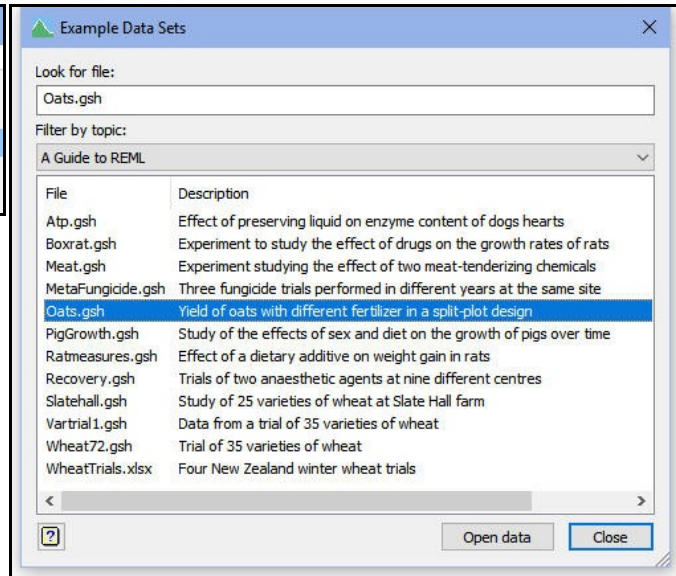 Example Data Sets
Look for file:
Oats.gsh
Filter by topic:
A Guide to REML
File Description
Atp.gsh Effect of preserving liquid on enzyme content of dogs hearts
Boxrat.gsh Experiment to study the effect of drugs on the growth rates of rats
Meat.gsh Experiment studying the effect of two meat-tenderizing chemicals
MetaFungicide.gsh Three fungicide trials performed in different years at the same site
Oats.gsh Yield of oats with different fertilizer in a split-plot design
PigGrowth.gsh Study of the effects of sex and diet on the growth of pigs over time
Ratmeasures.gsh Effect of a dietary additive on weight gain in rats
Recovery.gsh Trials of two anaesthetic agents at nine different centres
Slatehall.gsh Study of 25 varieties of wheat at Slate Hall farm
Vartrial1.gsh Data from a trial of 35 varieties of wheat
Wheat72.gsh Trial of 35 varieties of wheat
WheatTrials.xlsx Four New Zealand winter wheat trials
? Open data Close